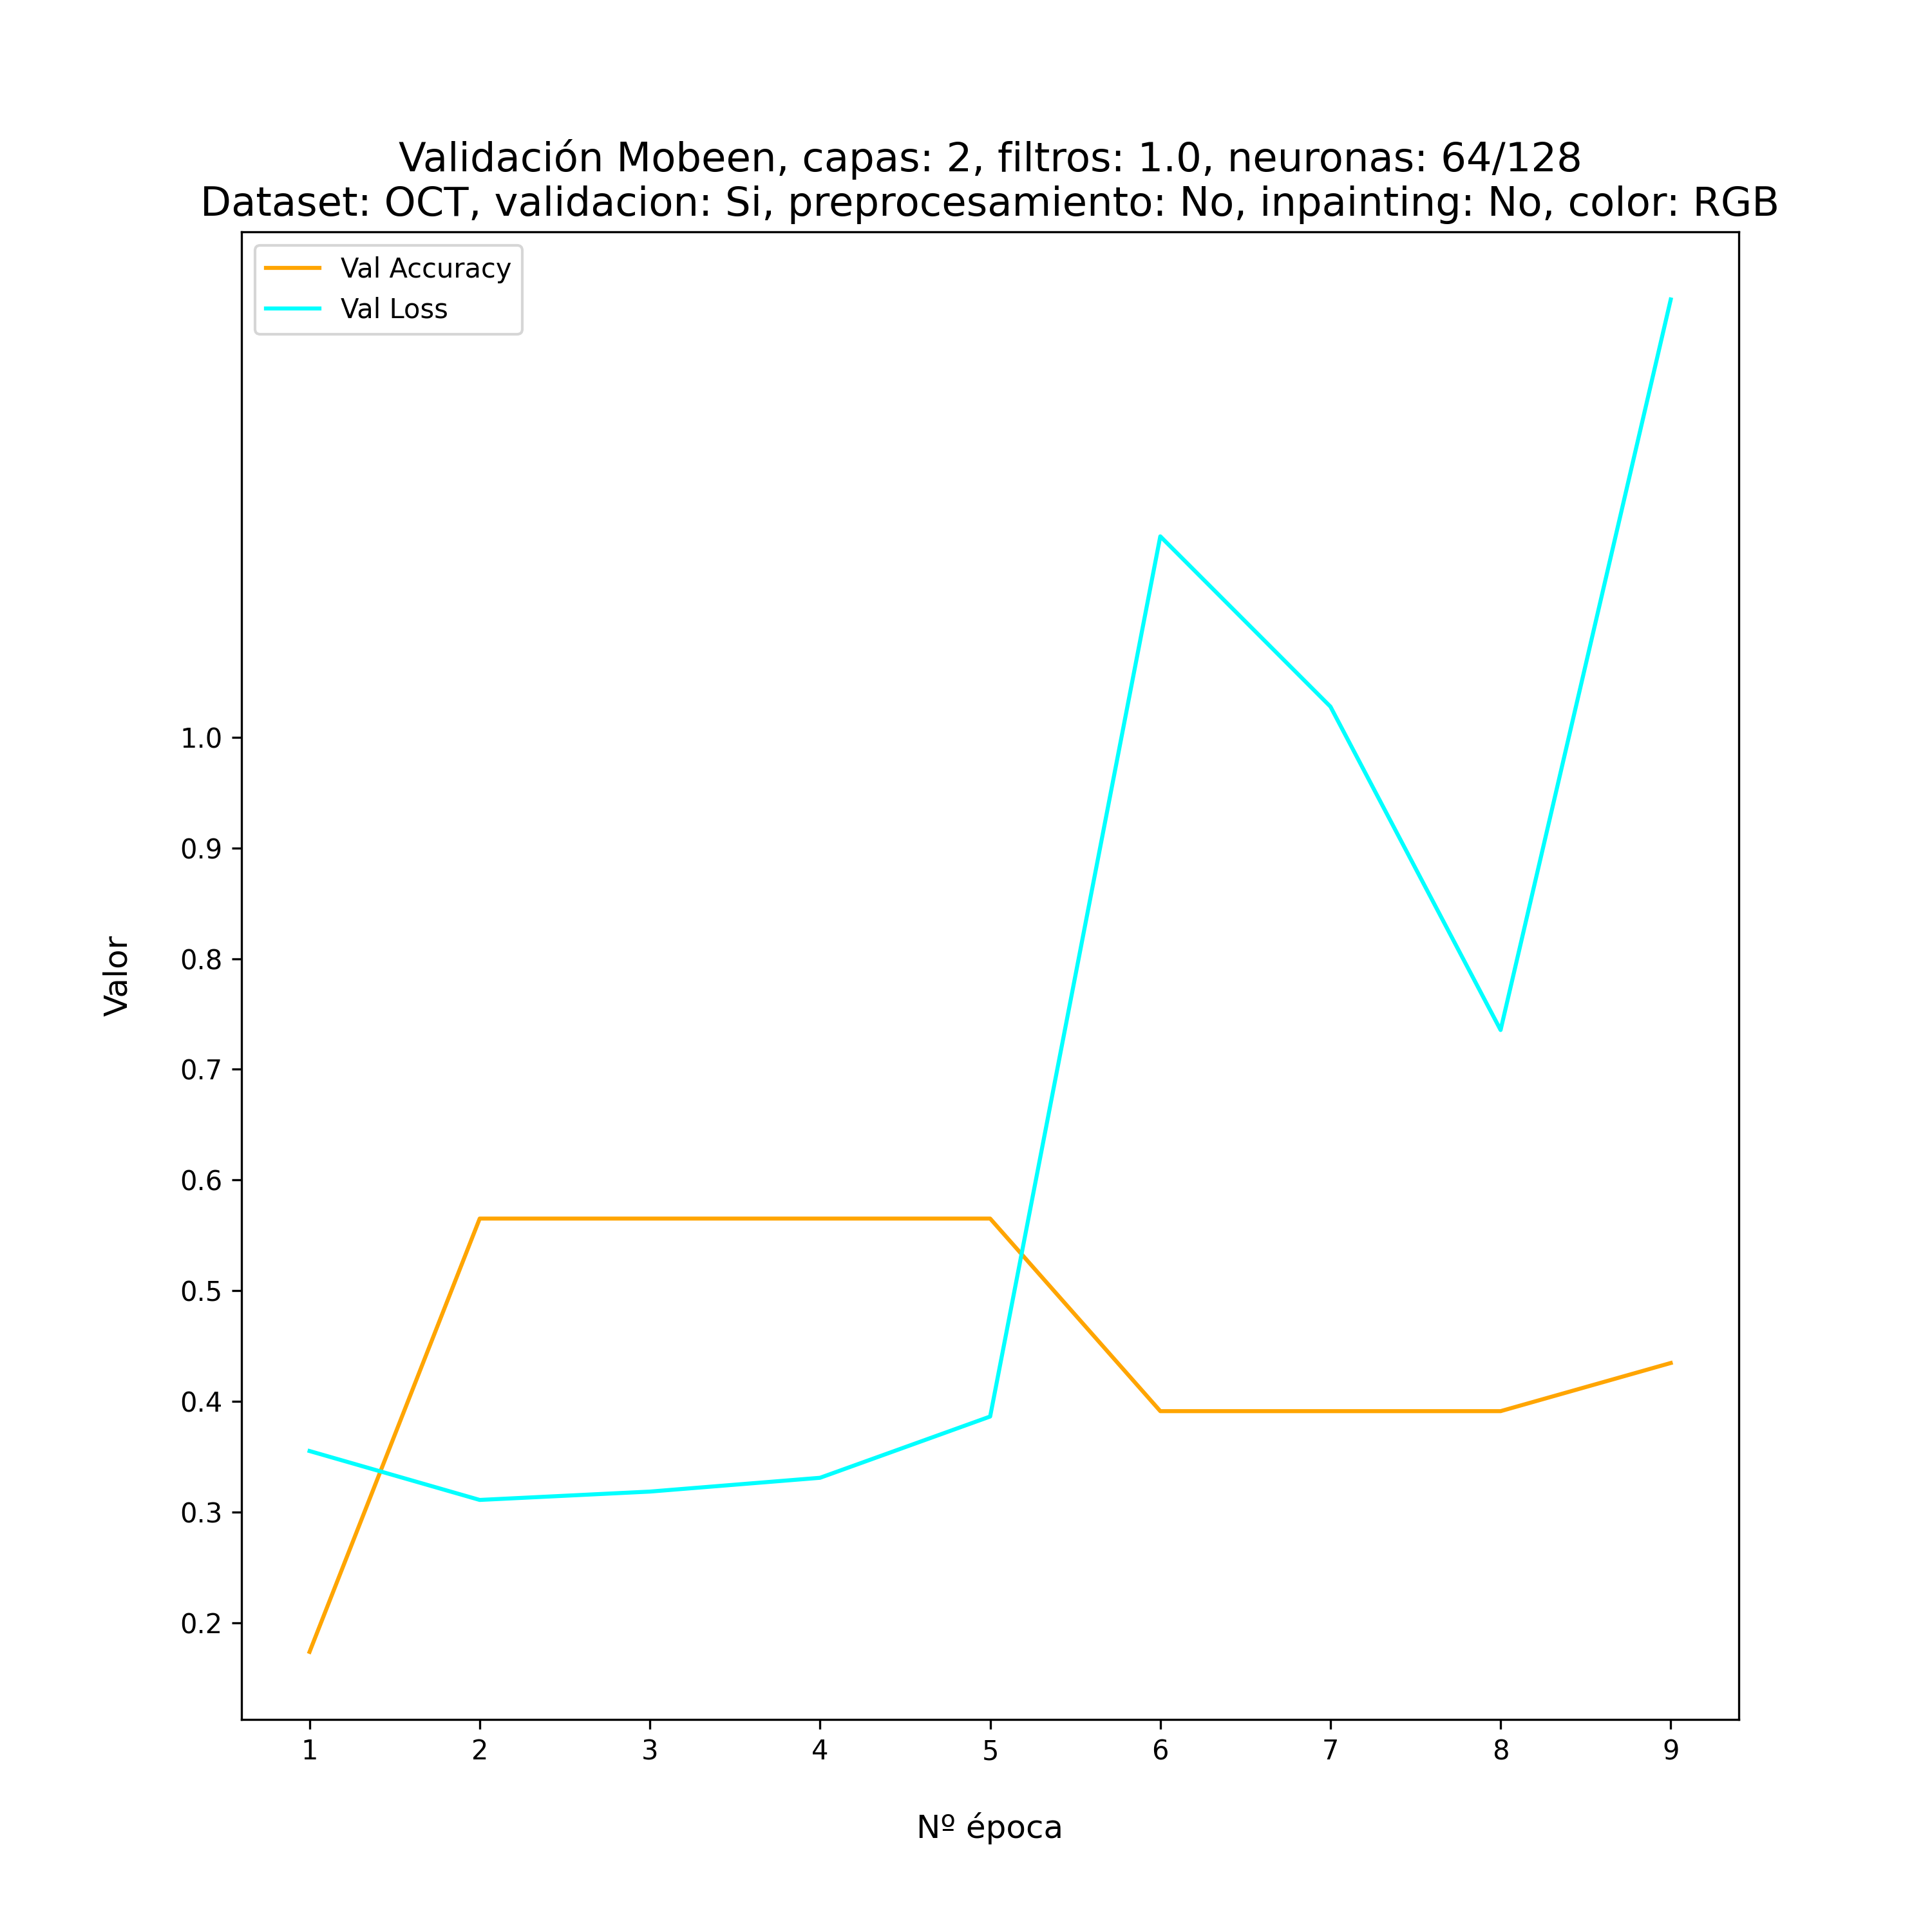 Validación Mobeen, capas: 2, filtros: 1.0, neuronas: 64/128
Dataset: OCT, validacion: Si, preprocesamiento: No, inpainting: No, color: RGB
Val Accuracy
Val Loss
1.0
0.9
0.8
0.7
0.6
0.5
0.4
0.3
0.2
Valor
1 2 3 4 5 6 7 8 9
Nº época